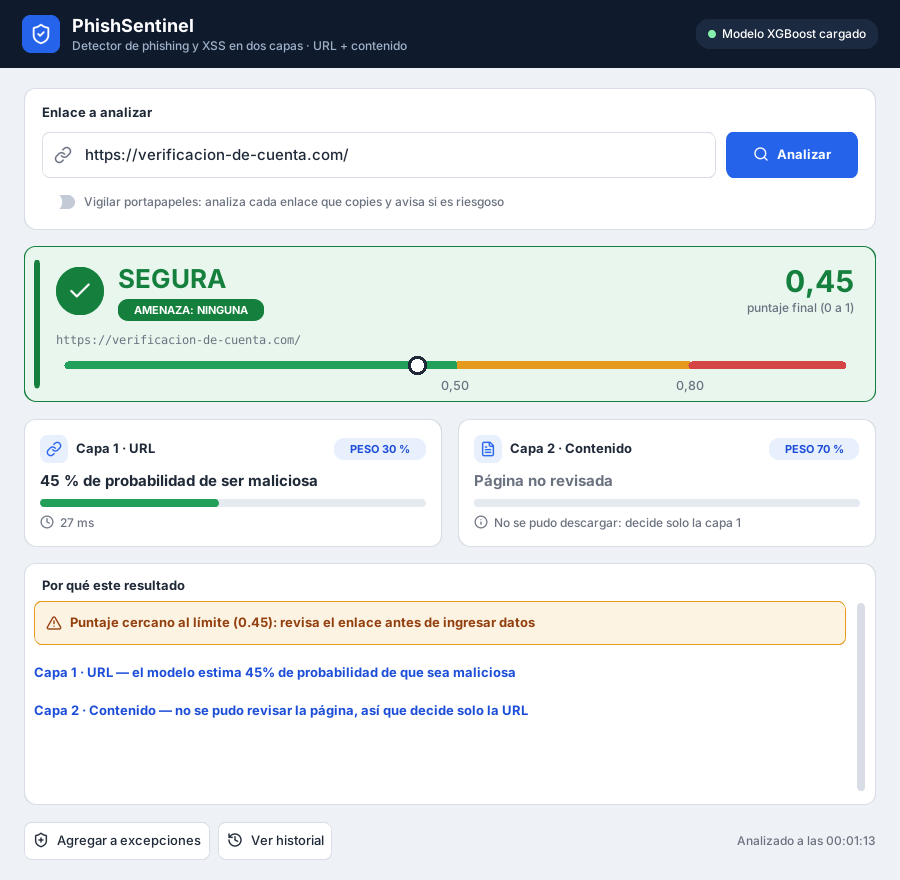 PhishSentinel
Detector de phishing y XSS en dos capas · URL + contenido
Modelo XGBoost cargado
Enlace a analizar
https://verificacion-de-cuenta.com/
Analizar
Vigilar portapapeles: analiza cada enlace que copies y avisa si es riesgoso
SEGURA
AMENAZA: NINGUNA
0,45
puntaje final (0 a 1)
https://verificacion-de-cuenta.com/
0,50
0,80
Capa 1 · URL
PESO 30 %
45 % de probabilidad de ser maliciosa
27 ms
Capa 2 · Contenido
PESO 70 %
Página no revisada
No se pudo descargar: decide solo la capa 1
Por qué este resultado
Puntaje cercano al límite (0.45): revisa el enlace antes de ingresar datos
Capa 1 · URL — el modelo estima 45% de probabilidad de que sea maliciosa
Capa 2 · Contenido — no se pudo revisar la página, así que decide solo la URL
Agregar a excepciones
Ver historial
Analizado a las 00:01:13